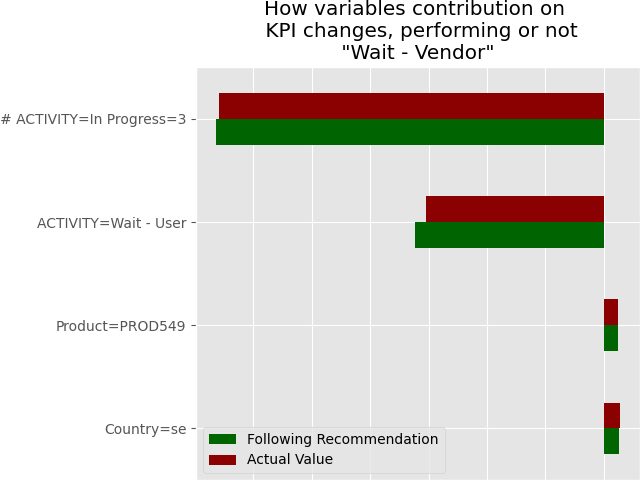 How variables contribution on
KPI changes, performing or not
"Wait - Vendor"
# ACTIVITY=In Progress=3
ACTIVITY=Wait - User
Product=PROD549
Country=se
Following Recommendation
Actual Value